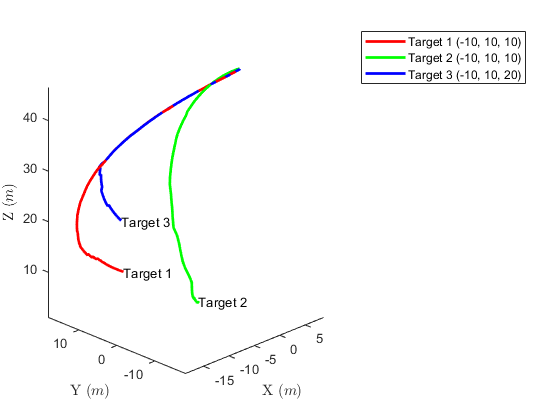 Target 1 (-10, 10, 10)
Target 2 (-10, 10, 10)
Target 3 (-10, 10, 20)
40
30
20
10
Z (m)
Target 3
Target 1
Target 2
10
0
-10
Y (m)
-15
-10
-5
0
5
X (m)